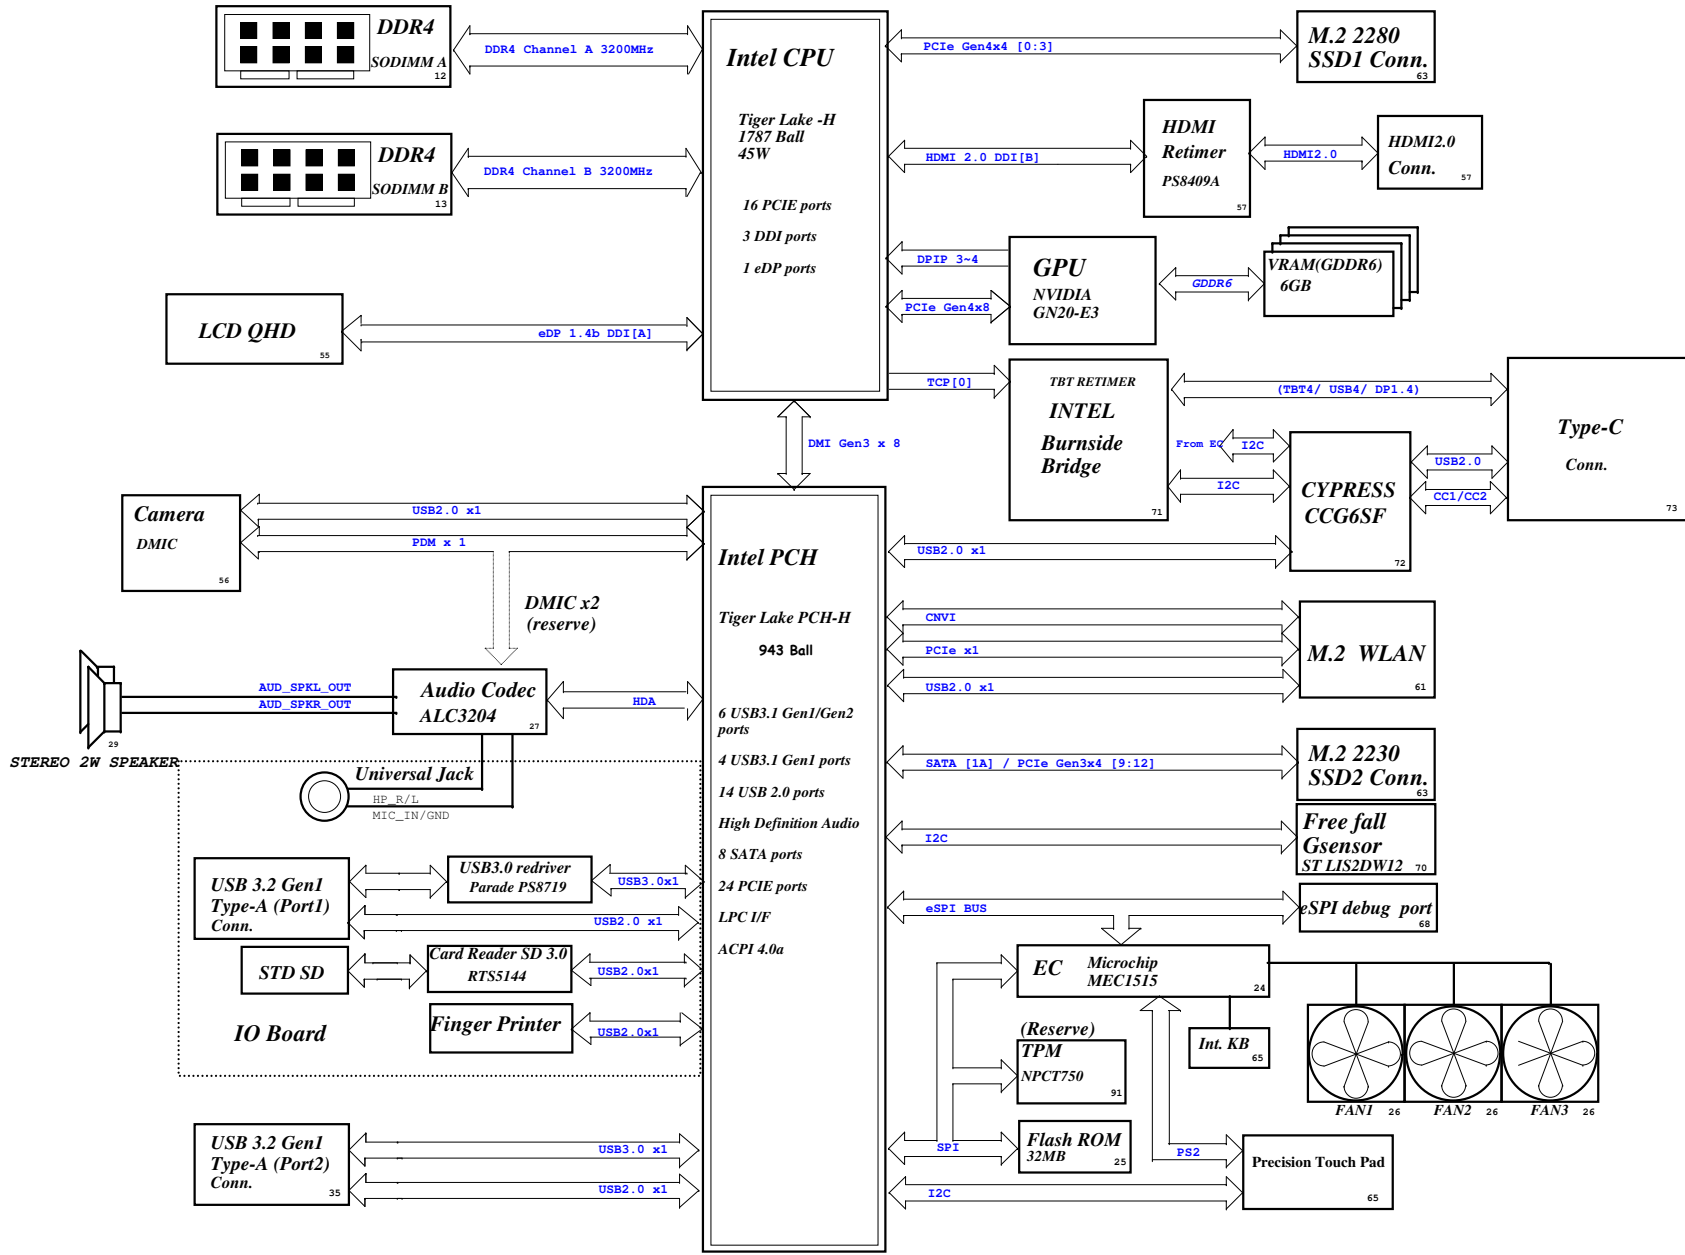 DDR4
SODIMM A
12
DDR4 Channel A 3200MHz
DDR4
SODIMM B
13
DDR4 Channel B 3200MHz
LCD QHD
55
eDP 1.4b DDI[A]
Intel CPU
Tiger Lake -H
1787 Ball
45W
16 PCIE ports
3 DDI ports
1 eDP ports
PCIe Gen4x4 [0:3]
M.2 2280
SSD1 Conn.
63
HDMI 2.0 DDI[B]
HDMI
Retimer
PS8409A
57
HDMI2.0
HDMI2.0
Conn.
57
DPIP 3~4
PCIe Gen4x8
GPU
NVIDIA
GN20-E3
GDDR6
VRAM(GDDR6)
6GB
TCP[0]
TBT RETIMER
INTEL
Burnside
Bridge
71
(TBT4/ USB4/ DP1.4)
From EC
I2C
I2C
CYPRESS
CCG6SF
72
USB2.0
CC1/CC2
Type-C
Conn.
73
DMI Gen3 x 8
Camera
DMIC
56
USB2.0 x1
PDM x 1
DMIC x2
(reserve)
Intel PCH
Tiger Lake PCH-H
943 Ball
6 USB3.1 Gen1/Gen2
ports
4 USB3.1 Gen1 ports
14 USB 2.0 ports
High Definition Audio
8 SATA ports
24 PCIE ports
LPC I/F
ACPI 4.0a
USB2.0 x1
CNVI
PCIe x1
USB2.0 x1
M.2 WLAN
61
AUD_SPKL_OUT
AUD_SPKR_OUT
29
STEREO 2W SPEAKER
Audio Codec
ALC3204
27
HDA
Universal Jack
HP_R/L
MIC_IN/GND
SATA [1A] / PCIe Gen3x4 [9:12]
M.2 2230
SSD2 Conn.
63
I2C
Free fall
Gsensor
ST LIS2DW12
70
USB 3.2 Gen1
Type-A (Port1)
Conn.
USB3.0 redriver
Parade PS8719
USB3.0x1
USB2.0 x1
eSPI BUS
eSPI debug port
68
STD SD
Card Reader SD 3.0
RTS5144
USB2.0x1
EC
Microchip
MEC1515
24
IO Board
Finger Printer
USB2.0x1
(Reserve)
TPM
NPCT750
91
Int. KB
65
FAN1
26
FAN2
26
FAN3
26
USB 3.2 Gen1
Type-A (Port2)
Conn.
35
USB3.0 x1
USB2.0 x1
SPI
Flash ROM
32MB
25
PS2
I2C
Precision Touch Pad
65